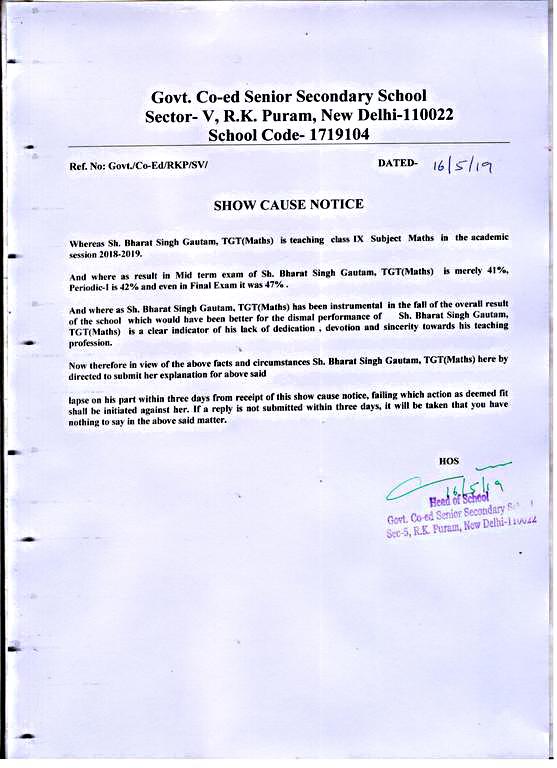 Govt. Co-ed Senior Secondary School
Sector- V, R.K. Puram, New Delhi-110022
School Code- 1719104
Ref. No: Govt./Co-Ed/RKP/SV/
DATED- 16/5/19
SHOW CAUSE NOTICE
Whereas Sh. Bharat Singh Gautam, TGT(Maths) is teaching class IX Subject Maths in the academic
session 2018-2019.
And where as result in Mid term exam of Sh. Bharat Singh Gautam, TGT(Maths) is merely 41%,
Periodic-I is 42% and even in Final Exam it was 47% .
And where as Sh. Bharat Singh Gautam, TGT(Maths) has been instrumental in the fall of the overall result
of the school which would have been better for the dismal performance of Sh. Bharat Singh Gautam,
TGT(Maths) is a clear indicator of his lack of dedication , devotion and sincerity towards his teaching
profession.
Now therefore in view of the above facts and circumstances Sh. Bharat Singh Gautam, TGT(Maths) here by
directed to submit her explanation for above said
lapse on his part within three days from receipt of this show cause notice, failing which action as deemed fit
shall be initiated against her. If a reply is not submitted within three days, it will be taken that you have
nothing to say in the above said matter.
HOS
16/5/19
Head of School
Govt. Co-ed Senior Secondary
Sec-5, R.K. Puram, New Delhi-110022